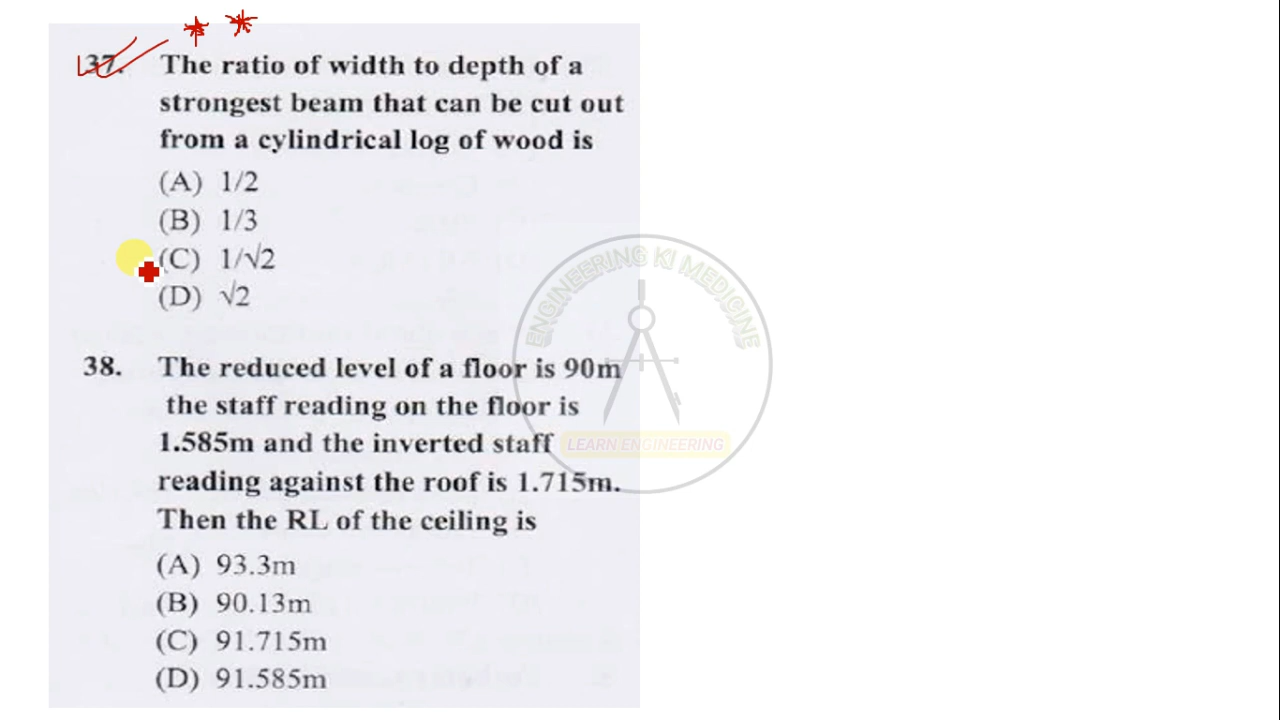 37. The ratio of width to depth of a
strongest beam that can be cut out
from a cylindrical log of wood is
(A) 1/2
(B) 1/3
(C) 1/√2
(D) √2
38. The reduced level of a floor is 90m
the staff reading on the floor is
1.585m and the inverted staff
reading against the roof is 1.715m.
Then the RL of the ceiling is
(A) 93.3m
(B) 90.13m
(C) 91.715m
(D) 91.585m
ENGINEERING KI MEDICINE
LEARN ENGINEERING